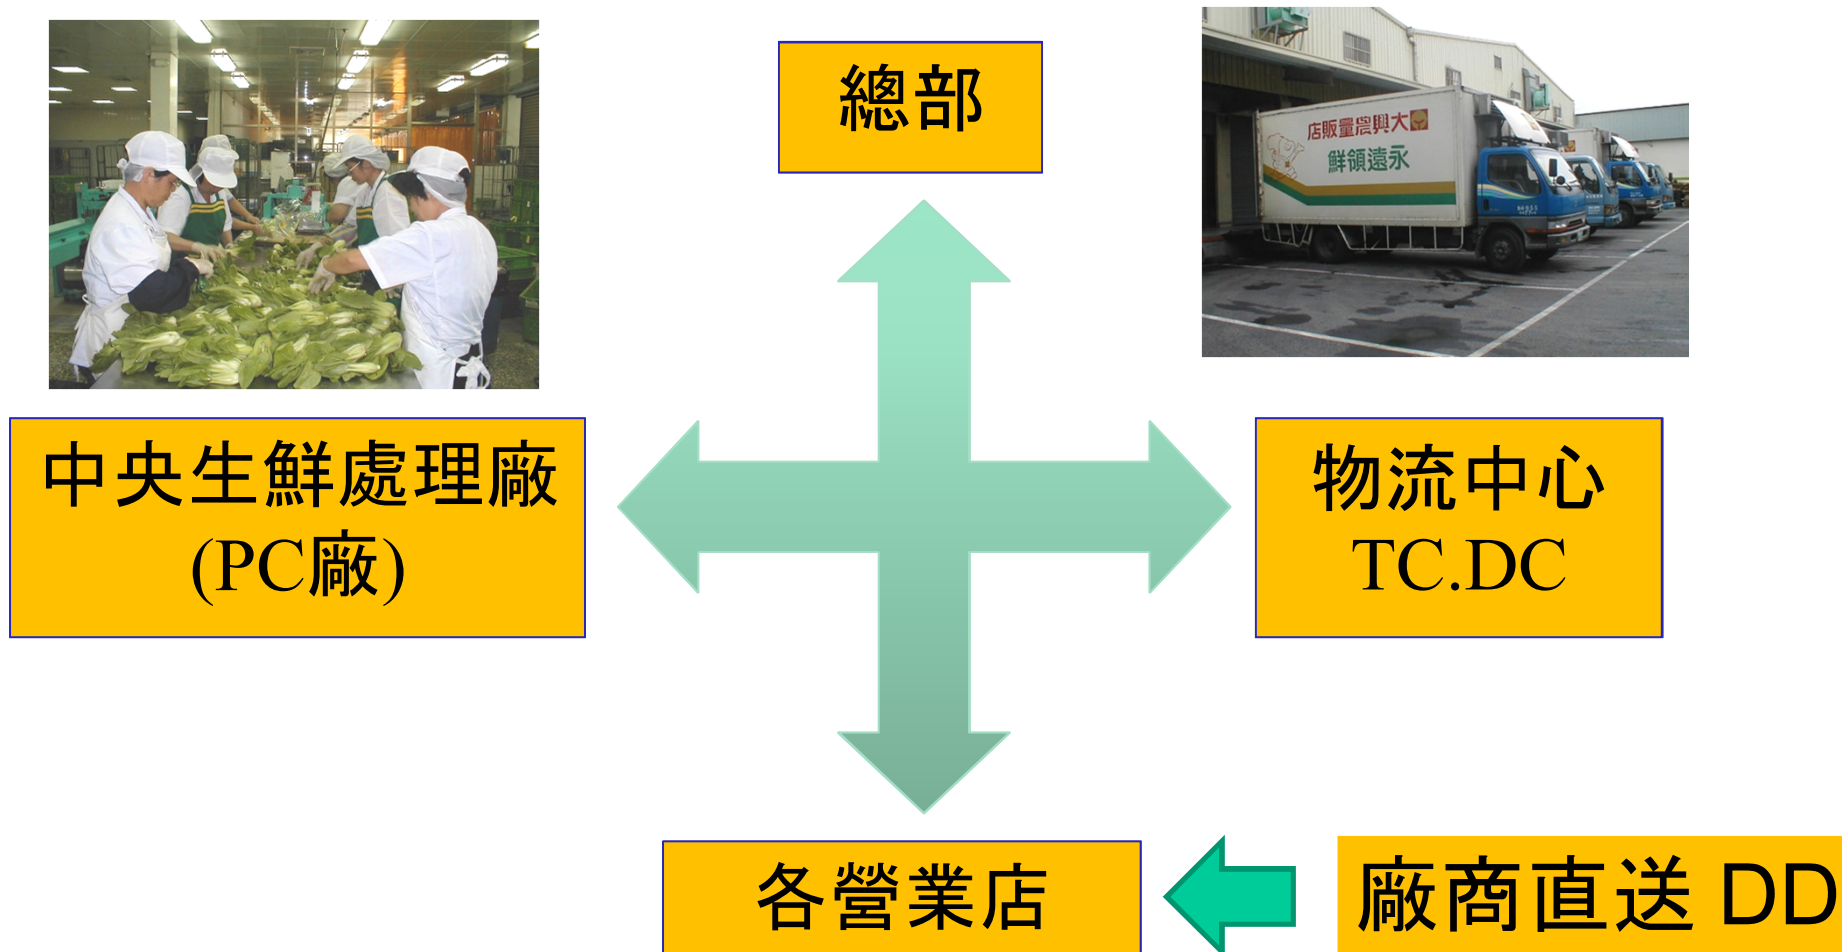 總部
店販量農興大
鮮領遠永
中央生鮮處理廠
(PC廠)
物流中心
TC.DC
各營業店
廠商直送 DD